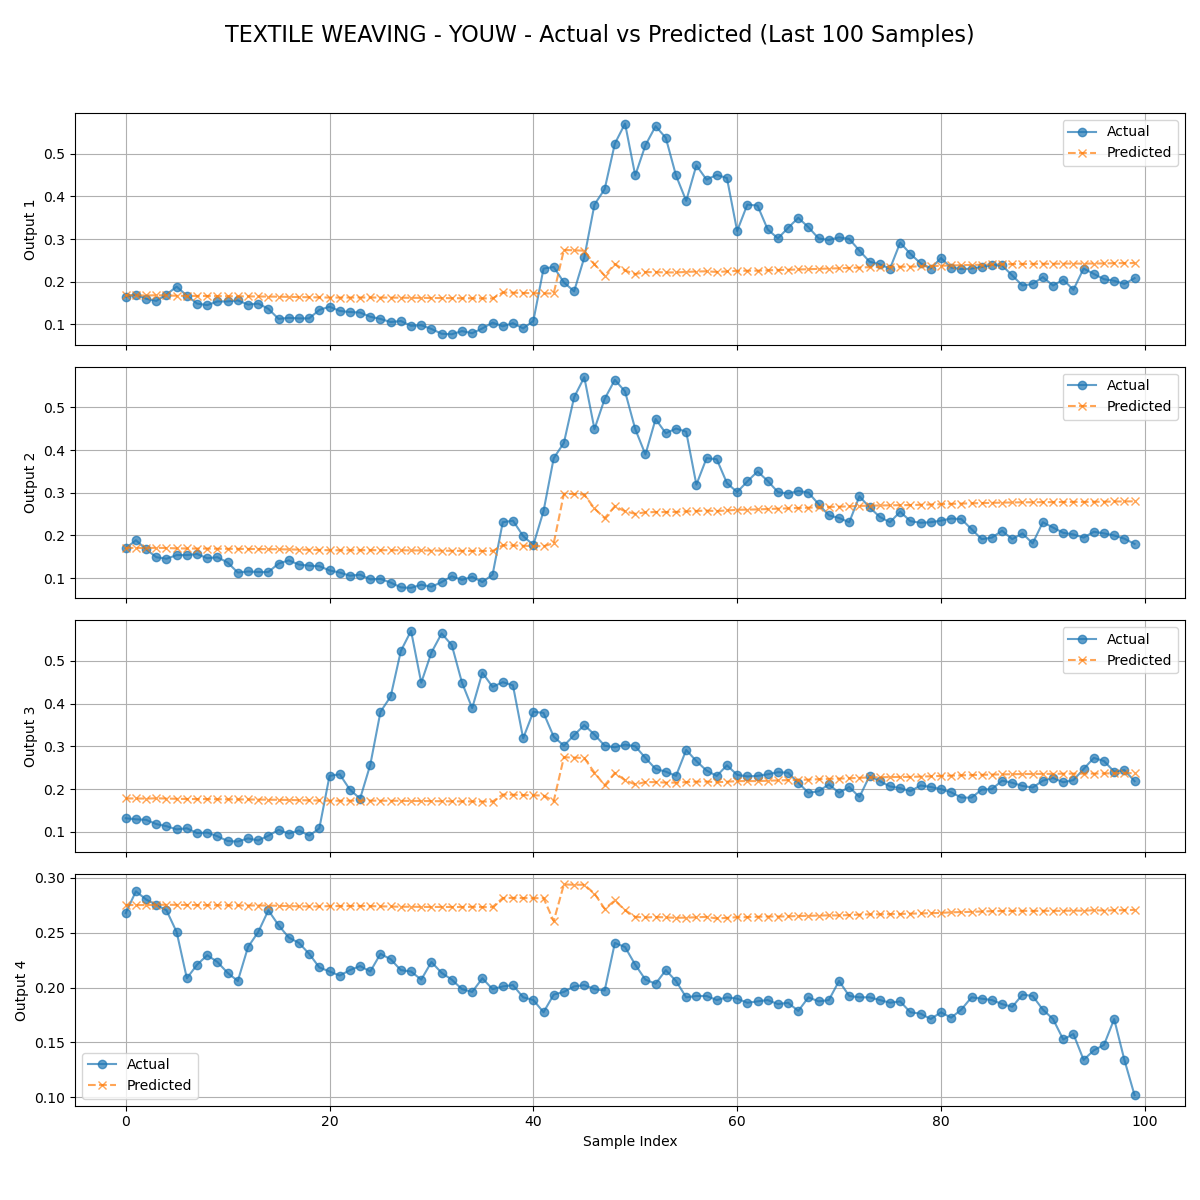 TEXTILE WEAVING - YOUW - Actual vs Predicted (Last 100 Samples)
Output 1
0.5
0.4
0.3
0.2
0.1
Actual
Predicted
Output 2
0.5
0.4
0.3
0.2
0.1
Actual
Predicted
Output 3
0.5
0.4
0.3
0.2
0.1
Actual
Predicted
Output 4
0.30
0.25
0.20
0.15
0.10
Actual
Predicted
0 20 40 60 80 100
Sample Index